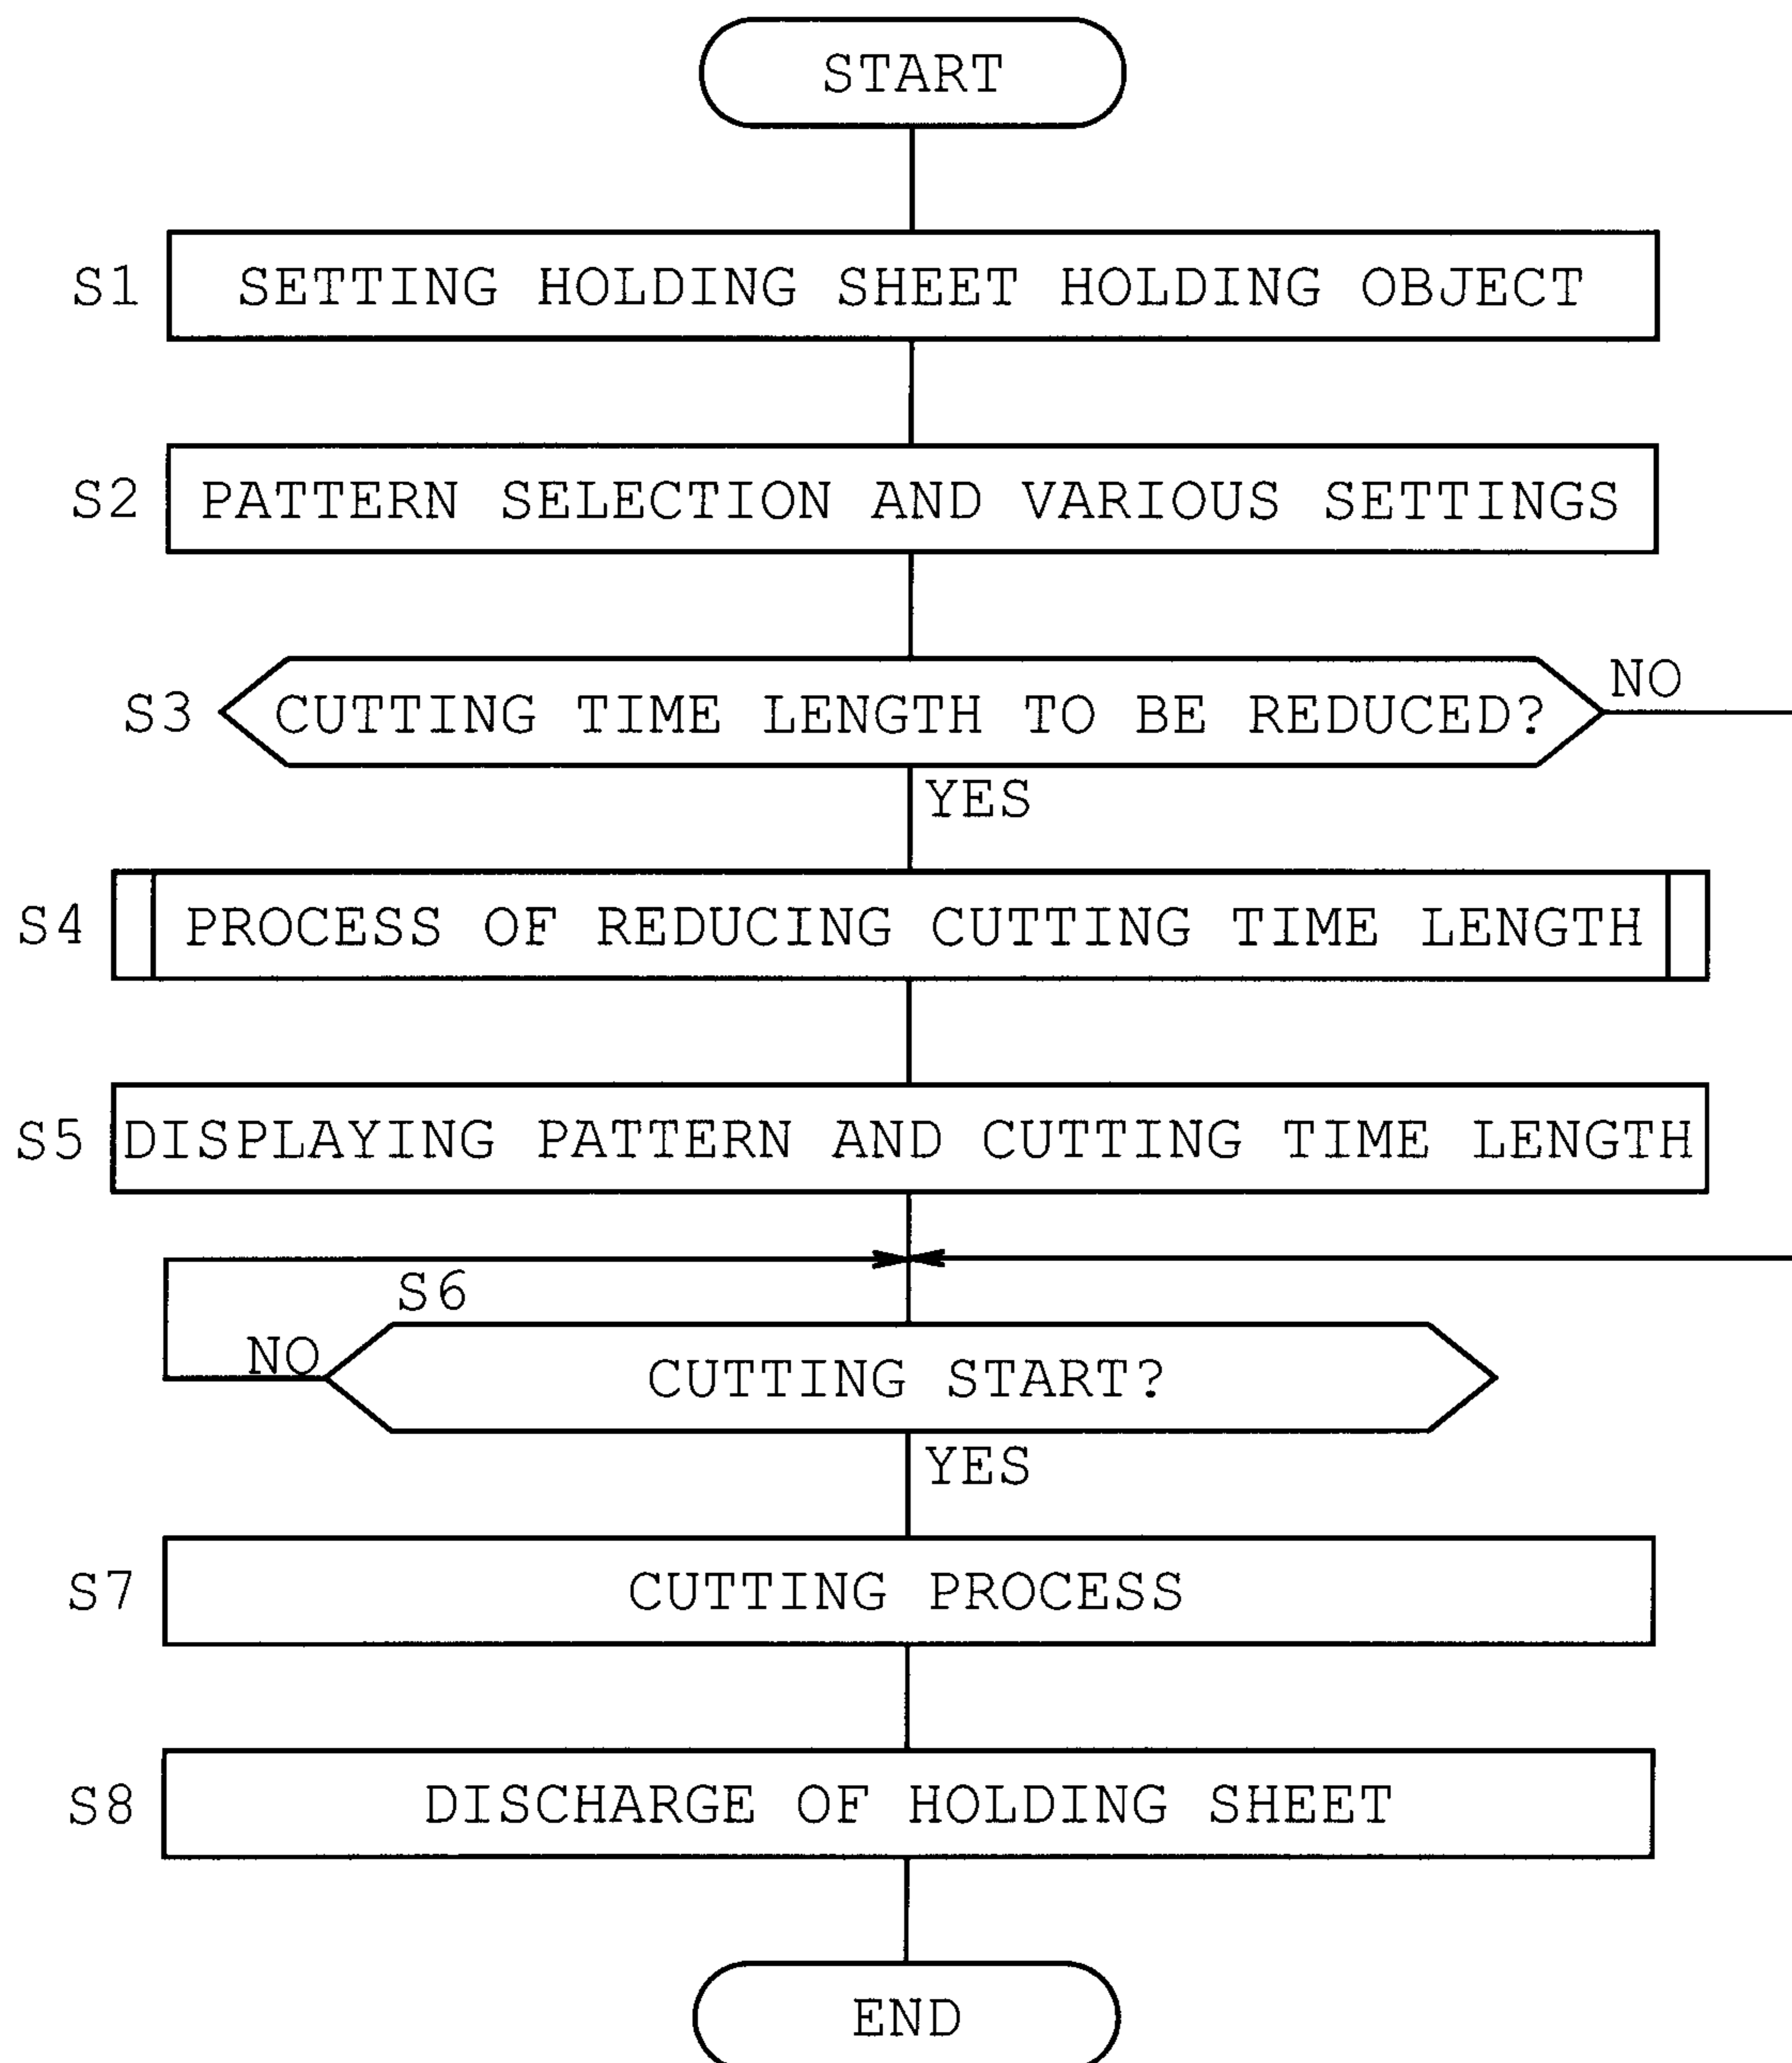 START
S1 SETTING HOLDING SHEET HOLDING OBJECT
S2 PATTERN SELECTION AND VARIOUS SETTINGS
S3 CUTTING TIME LENGTH TO BE REDUCED? NO
YES
S4 PROCESS OF REDUCING CUTTING TIME LENGTH
S5 DISPLAYING PATTERN AND CUTTING TIME LENGTH
S6
NO CUTTING START?
YES
S7 CUTTING PROCESS
S8 DISCHARGE OF HOLDING SHEET
END